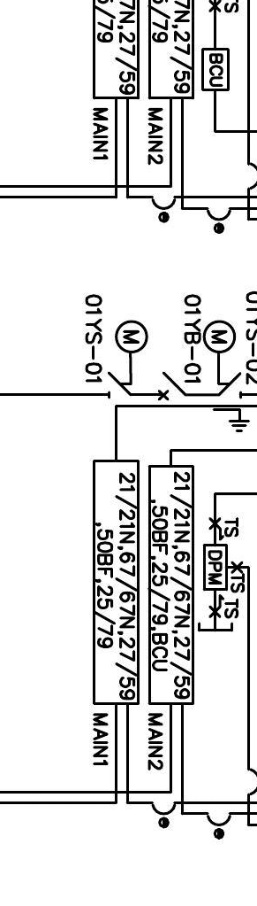 7N,27/59
/79
MAIN1
7N,27/59
/79
MAIN2
TS
BCU
01YS-01
M
01YB-01
M
01YS-02
21/21N,67/67N,27/59
,50BF,25/79
MAIN1
21/21N,67/67N,27/59
,50BF,25/79,BCU
MAIN2
TS
DPM
TS
TS